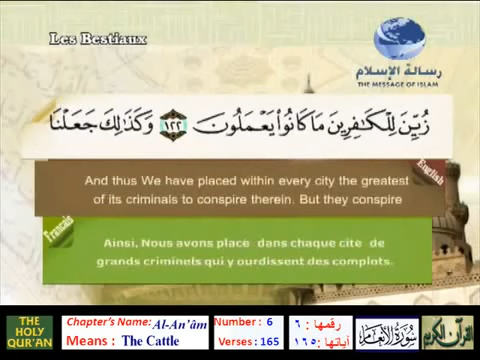 Les Bestiaux
رسالة الإسلام
THE MESSAGE OF ISLAM
زُيِّنَ لِلْكَٰفِرِينَ مَا كَانُوا۟ يَعْمَلُونَ ١٢٢ وَكَذَٰلِكَ جَعَلْنَا
English
And thus We have placed within every city the greatest
of its criminals to conspire therein. But they conspire
Français
Ainsi, Nous avons place dans chaque cite de
grands criminels qui y ourdissent des complots.
THE HOLY QUR'AN
Chapter's Name: Al-An'âm
Means : The Cattle
Number : 6
Verses : 165
رقمها : ٦
آياتها : ١٦٥
سورة الأنعام
القرآن الكريم